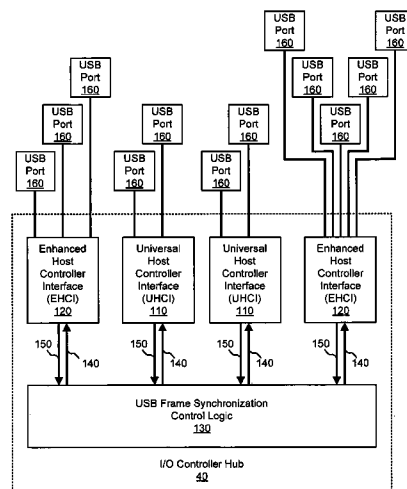 USB
Port
160
USB
Port
160
USB
Port
160
USB
Port
160
USB
Port
160
USB
Port
160
USB
Port
160
USB
Port
160
USB
Port
160
USB
Port
160
USB
Port
160
USB
Port
160
Enhanced
Host
Controller
Interface
(EHCI)
120
Universal
Host
Controller
Interface
(UHCI)
110
Universal
Host
Controller
Interface
(UHCI)
110
Enhanced
Host
Controller
Interface
(EHCI)
120
150
140
150
140
150
140
150
140
USB Frame Synchronization
Control Logic
130
I/O Controller Hub
40